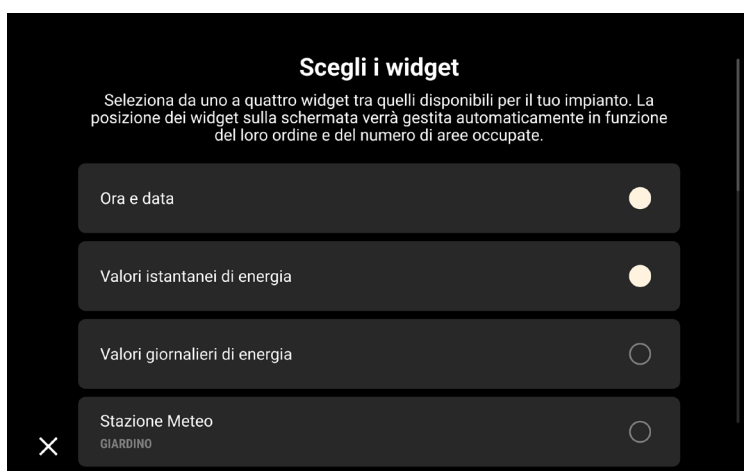 Scegli i widget
Seleziona da uno a quattro widget tra quelli disponibili per il tuo impianto. La
posizione dei widget sulla schermata verrà gestita automaticamente in funzione
del loro ordine e del numero di aree occupate.
Ora e data
Valori istantanei di energia
Valori giornalieri di energia
Stazione Meteo
GIARDINO